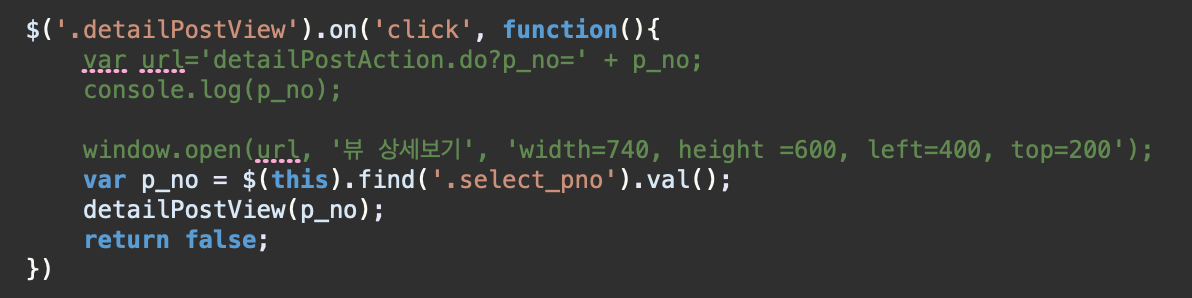 $('.detailPostView').on('click', function(){
var url='detailPostAction.do?p_no=' + p_no;
console.log(p_no);
window.open(url, '뷰 상세보기', 'width=740, height =600, left=400, top=200');
var p_no = $(this).find('.select_pno').val();
detailPostView(p_no);
return false;
})